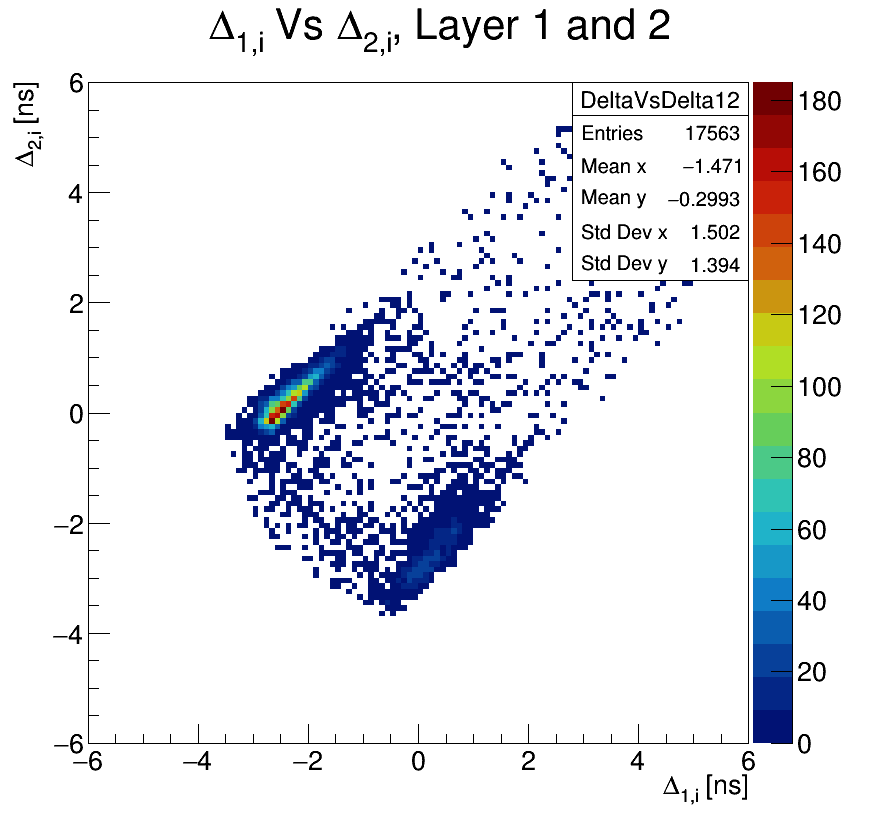 Δ1,i Vs Δ2,i, Layer 1 and 2
Δ2,i [ns]
6
4
2
0
−2
−4
−6
DeltaVsDelta12
Entries 17563
Mean x −1.471
Mean y −0.2993
Std Dev x 1.502
Std Dev y 1.394
180
160
140
120
100
80
60
40
20
0
−6 −4 −2 0 2 4 6
Δ1,i [ns]